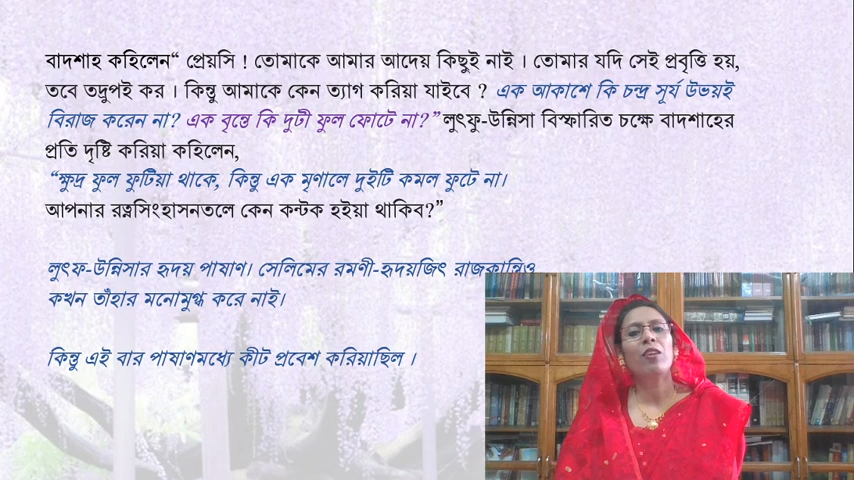 বাদশাহ কহিলেন“ প্রেয়সি ! তোমাকে আমার আদেয় কিছুই নাই । তোমার যদি সেই প্রবৃত্তি হয়,
তবে তদ্রুপই কর । কিন্তু আমাকে কেন ত্যাগ করিয়া যাইবে ? এক আকাশে কি চন্দ্র সূর্য উভয়ই
বিরাজ করেন না? এক বৃন্তে কি দুটী ফুল ফোটে না?” লুৎফু-উন্নিসা বিস্ফারিত চক্ষে বাদশাহের
প্রতি দৃষ্টি করিয়া কহিলেন,
“ক্ষুদ্র ফুল ফুটিয়া থাকে, কিন্তু এক মৃণালে দুইটি কমল ফুটে না।
আপনার রত্নসিংহাসনতলে কেন কন্টক হইয়া থাকিব?”
লুৎফ-উন্নিসার হৃদয় পাষাণ। সেলিমের রমণী-হৃদয়জিৎ রাজকান্তিও
কখন তাঁহার মনোমুগ্ধ করে নাই।
কিন্তু এই বার পাষাণমধ্যে কীট প্রবেশ করিয়াছিল ।